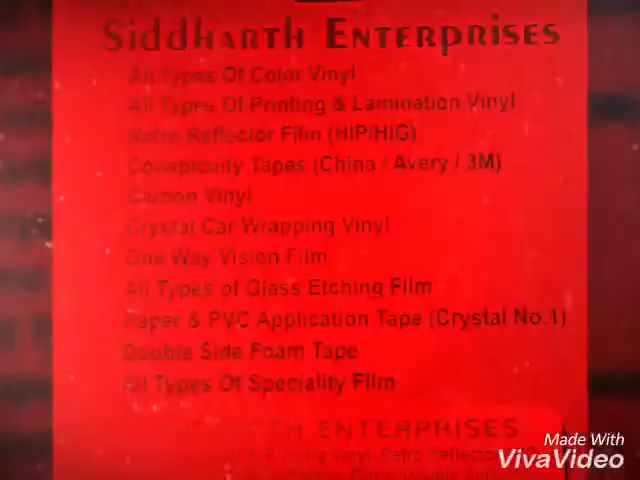 Siddharth Enterprises
All Types Of Color Vinyl
All Types Of Printing & Lamination Vinyl
Retro Reflector Film (HIP/HIG)
Conspicuity Tapes (China / Avery / 3M)
Carbon Vinyl
Crystal Car Wrapping Vinyl
One Way Vision Film
All Types of Glass Etching Film
Paper & PVC Application Tape (Crystal No.1)
Double Side Foam Tape
All Types Of Speciality Film
ENTERPRISES
Vinyl, Retro Reflector
Made With
VivaVideo